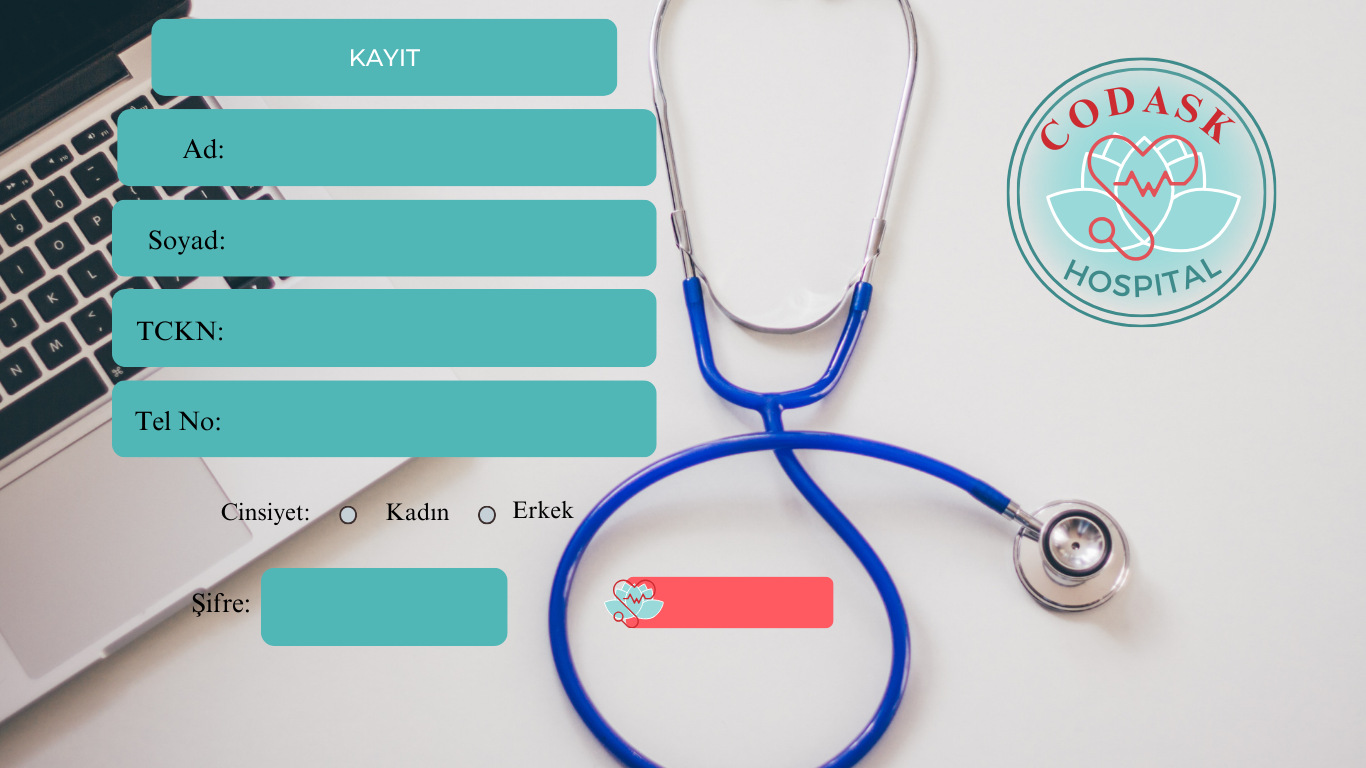 KAYIT
Ad:
Soyad:
TCKN:
Tel No:
Cinsiyet: Kadın Erkek
Şifre:
CODASK
HOSPITAL